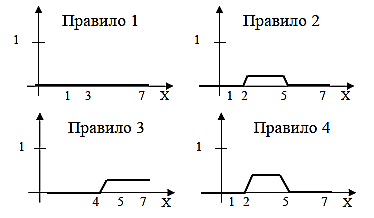 Правило 1
1
1 3 7 X
Правило 2
1
1 2 5 7 X
Правило 3
1
4 5 7 X
Правило 4
1
1 2 5 7 X